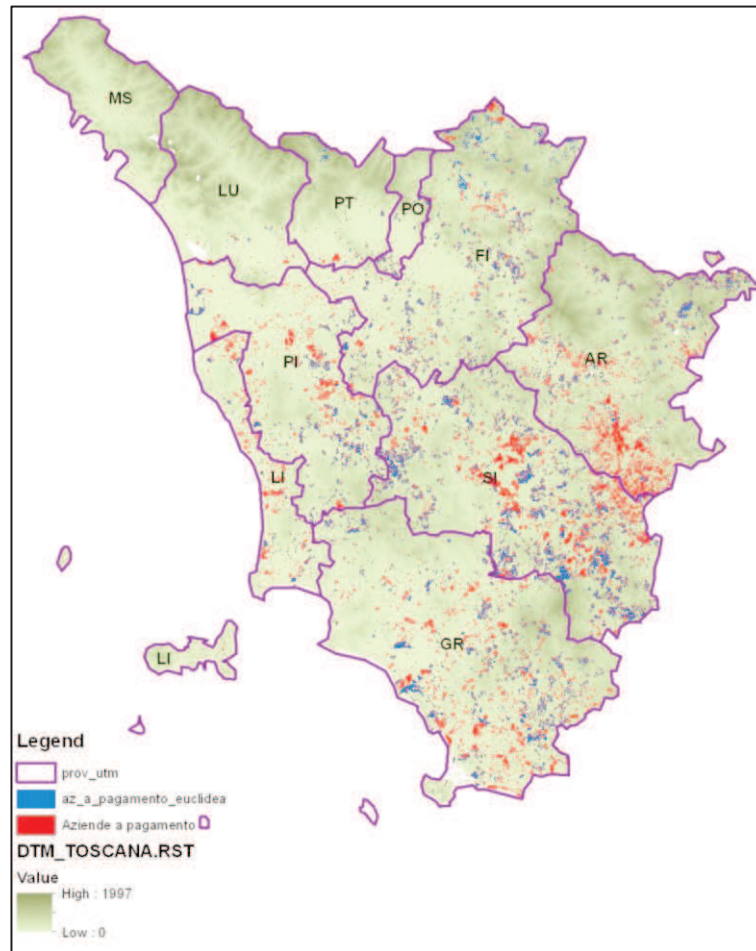 MS
LU
PT
PO
FI
PI
AR
LI
SI
GR
LI
Legend
prov_utm
az_a_pagamento_euclidea
Aziende a pagamento
DTM_TOSCANA.RST
Value
High : 1997
Low : 0